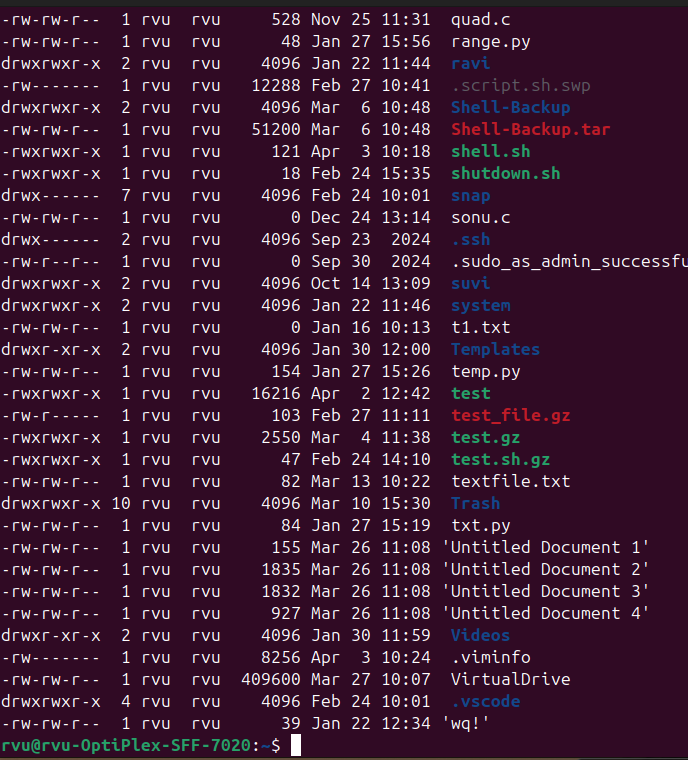 -rw-rw-r--  1 rvu  rvu     528 Nov 25 11:31  quad.c
-rw-rw-r--  1 rvu  rvu      48 Jan 27 15:56  range.py
drwxrwxr-x  2 rvu  rvu    4096 Jan 22 11:44  ravi
-rw-------  1 rvu  rvu   12288 Feb 27 10:41  .script.sh.swp
drwxrwxr-x  2 rvu  rvu    4096 Mar  6 10:48  Shell-Backup
-rw-rw-r--  1 rvu  rvu   51200 Mar  6 10:48  Shell-Backup.tar
-rwxrwxr-x  1 rvu  rvu     121 Apr  3 10:18  shell.sh
-rwxrwxr-x  1 rvu  rvu      18 Feb 24 15:35  shutdown.sh
drwx------  7 rvu  rvu    4096 Feb 24 10:01  snap
-rw-rw-r--  1 rvu  rvu       0 Dec 24 13:14  sonu.c
drwx------  2 rvu  rvu    4096 Sep 23  2024  .ssh
-rw-r--r--  1 rvu  rvu       0 Sep 30  2024  .sudo_as_admin_successfu
drwxrwxr-x  2 rvu  rvu    4096 Oct 14 13:09  suvi
drwxrwxr-x  2 rvu  rvu    4096 Jan 22 11:46  system
-rw-rw-r--  1 rvu  rvu       0 Jan 16 10:13  t1.txt
drwxr-xr-x  2 rvu  rvu    4096 Jan 30 12:00  Templates
-rw-rw-r--  1 rvu  rvu     154 Jan 27 15:26  temp.py
-rwxrwxr-x  1 rvu  rvu   16216 Apr  2 12:42  test
-rw-r-----  1 rvu  rvu     103 Feb 27 11:11  test_file.gz
-rwxrwxr-x  1 rvu  rvu    2550 Mar  4 11:38  test.gz
-rwxrwxr-x  1 rvu  rvu      47 Feb 24 14:10  test.sh.gz
-rw-rw-r--  1 rvu  rvu      82 Mar 13 10:22  textfile.txt
drwxrwxr-x 10 rvu  rvu    4096 Mar 10 15:30  Trash
-rw-rw-r--  1 rvu  rvu      84 Jan 27 15:19  txt.py
-rw-rw-r--  1 rvu  rvu     155 Mar 26 11:08 'Untitled Document 1'
-rw-rw-r--  1 rvu  rvu    1835 Mar 26 11:08 'Untitled Document 2'
-rw-rw-r--  1 rvu  rvu    1832 Mar 26 11:08 'Untitled Document 3'
-rw-rw-r--  1 rvu  rvu     927 Mar 26 11:08 'Untitled Document 4'
drwxr-xr-x  2 rvu  rvu    4096 Jan 30 11:59  Videos
-rw-------  1 rvu  rvu    8256 Apr  3 10:24  .viminfo
-rw-rw-r--  1 rvu  rvu  409600 Mar 27 10:07  VirtualDrive
drwxrwxr-x  4 rvu  rvu    4096 Feb 24 10:01  .vscode
-rw-rw-r--  1 rvu  rvu      39 Jan 22 12:34 'wq!'
rvu@rvu-OptiPlex-SFF-7020:~$